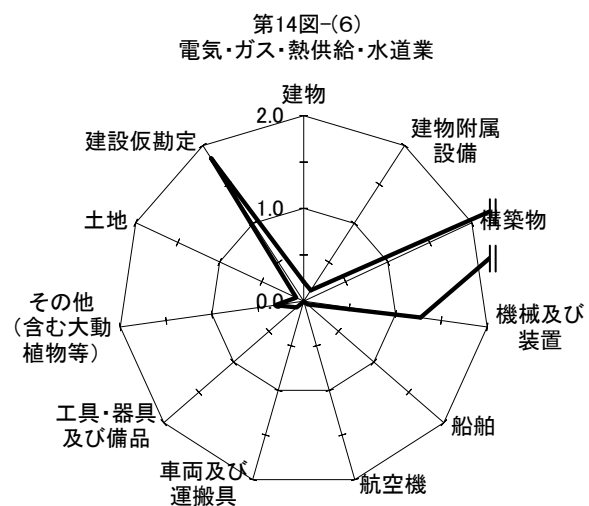 第14図-(6)
電気・ガス・熱供給・水道業
建物
2.0
建物附属
設備
建設仮勘定
土地
1.0
構築物
0.0
その他
(含む大動
植物等)
機械及び
装置
工具・器具
及び備品
船舶
車両及び
運搬具
航空機